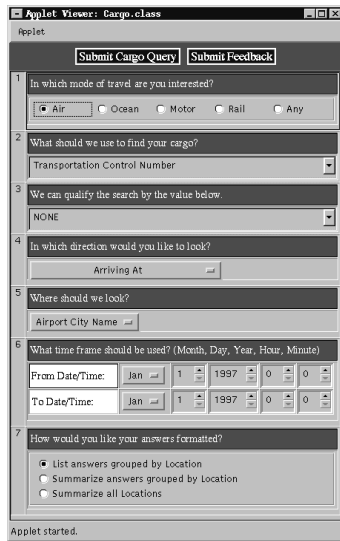 Applet Viewer: Cargo.class
Applet
Submit Cargo Query Submit Feedback
1
In which mode of travel are you interested?
Air Ocean Motor Rail Any
2
What should we use to find your cargo?
Transportation Control Number
3
We can qualify the search by the value below.
NONE
4
In which direction would you like to look?
Arriving At
5
Where should we look?
Airport City Name
6
What time frame should be used? (Month, Day, Year, Hour, Minute)
From Date/Time: Jan 1 1997 0 0
To Date/Time: Jan 1 1997 0 0
7
How would you like your answers formatted?
List answers grouped by Location
Summarize answers grouped by Location
Summarize all Locations
Applet started.